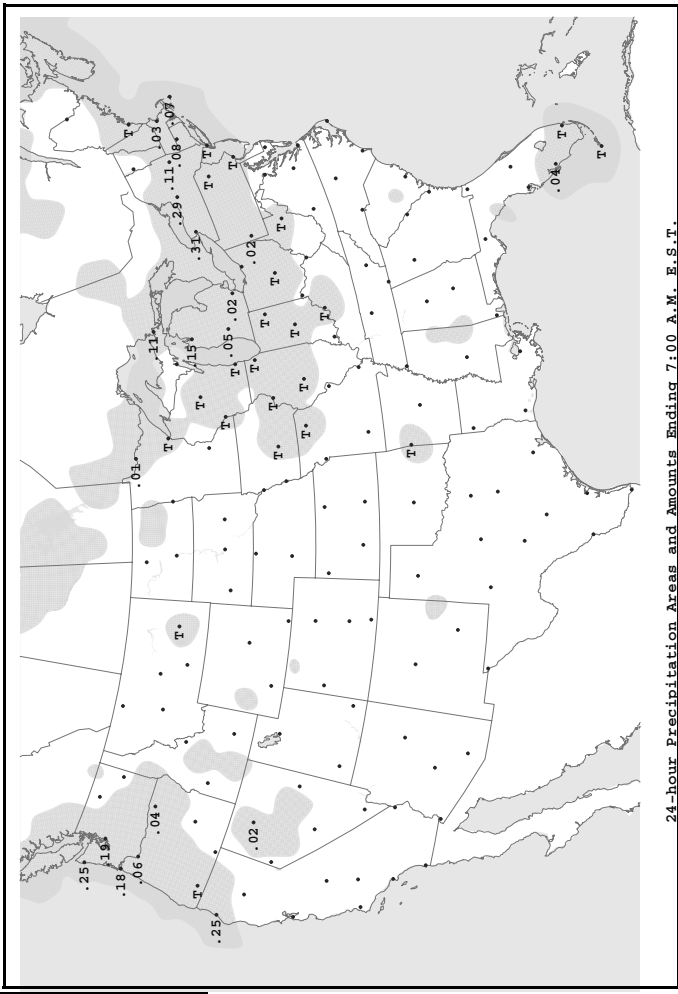 .25
.19
.18
T
.01
.06
.11
.04
.03
T
.07
.11
.08
.29
T
.15
.31
T
T
T
T
.25
T
.05
.02
T
T
.02
.02
T
T
T
T
T
T
T
T
T
T
T
.04
T
T
24-hour Precipitation Areas and Amounts Ending 7:00 A.M. E.S.T.